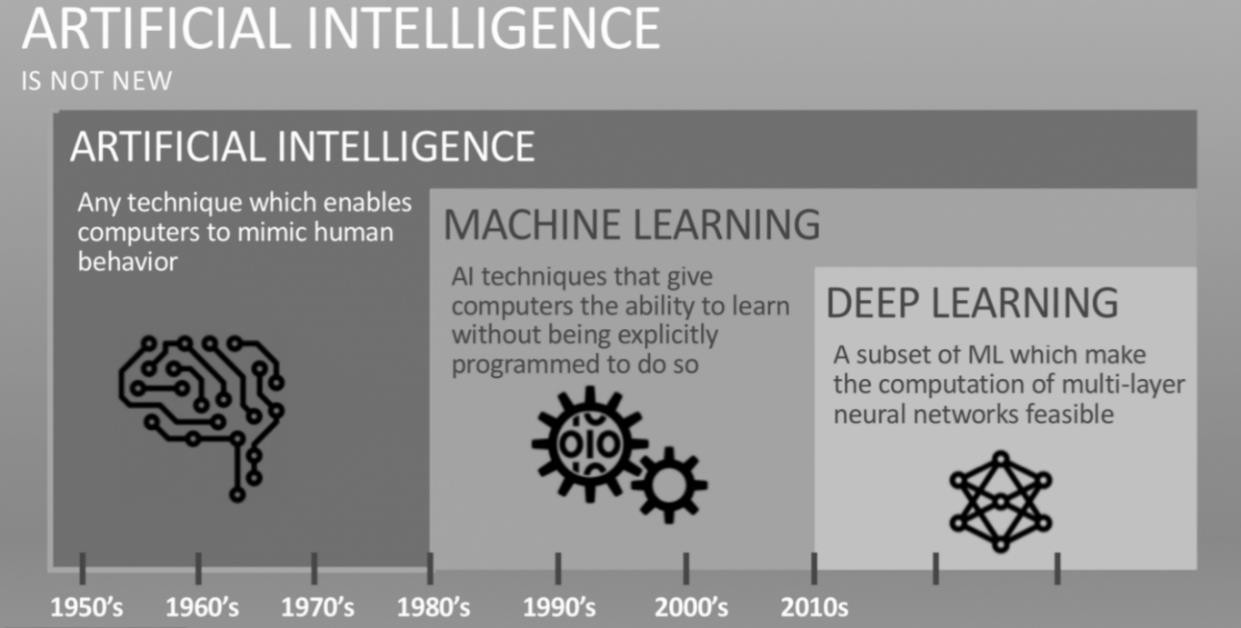 ARTIFICIAL INTELLIGENCE
IS NOT NEW
ARTIFICIAL INTELLIGENCE
Any technique which enables
computers to mimic human
behavior
MACHINE LEARNING
AI techniques that give
computers the ability to learn
without being explicitly
programmed to do so
DEEP LEARNING
A subset of ML which make
the computation of multi-layer
neural networks feasible
1950's 1960's 1970's 1980's 1990's 2000's 2010s